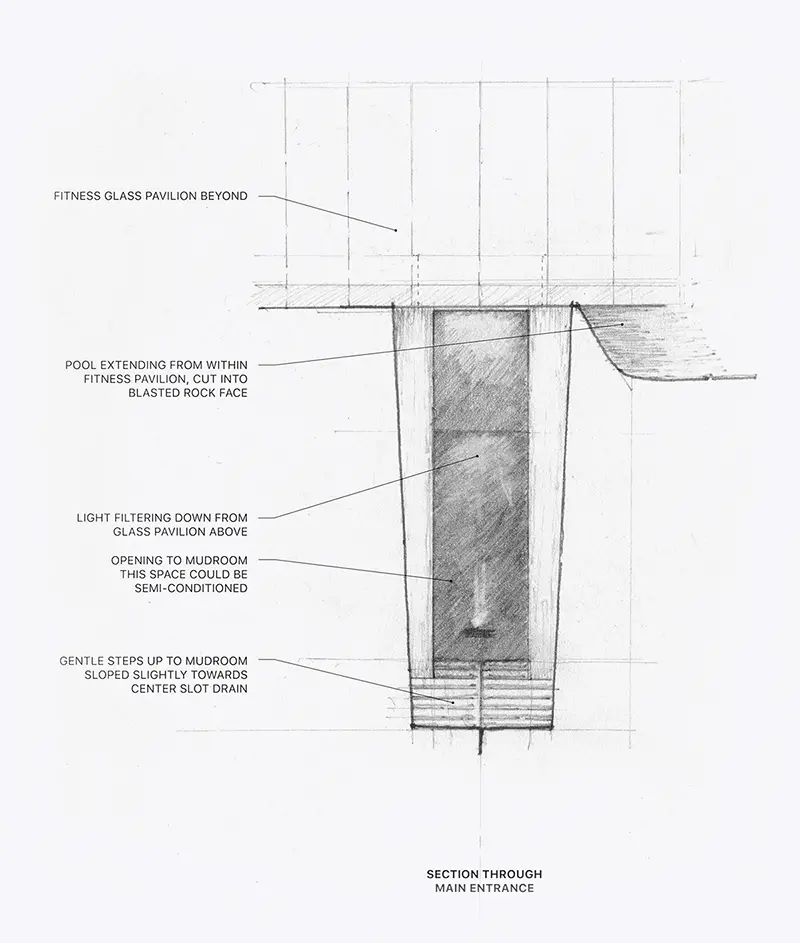 FITNESS GLASS PAVILION BEYOND
POOL EXTENDING FROM WITHIN
FITNESS PAVILION, CUT INTO
BLASTED ROCK FACE
LIGHT FILTERING DOWN FROM
GLASS PAVILION ABOVE
OPENING TO MUDROOM
THIS SPACE COULD BE
SEMI-CONDITIONED
GENTLE STEPS UP TO MUDROOM
SLOPED SLIGHTLY TOWARDS
CENTER SLOT DRAIN
SECTION THROUGH
MAIN ENTRANCE